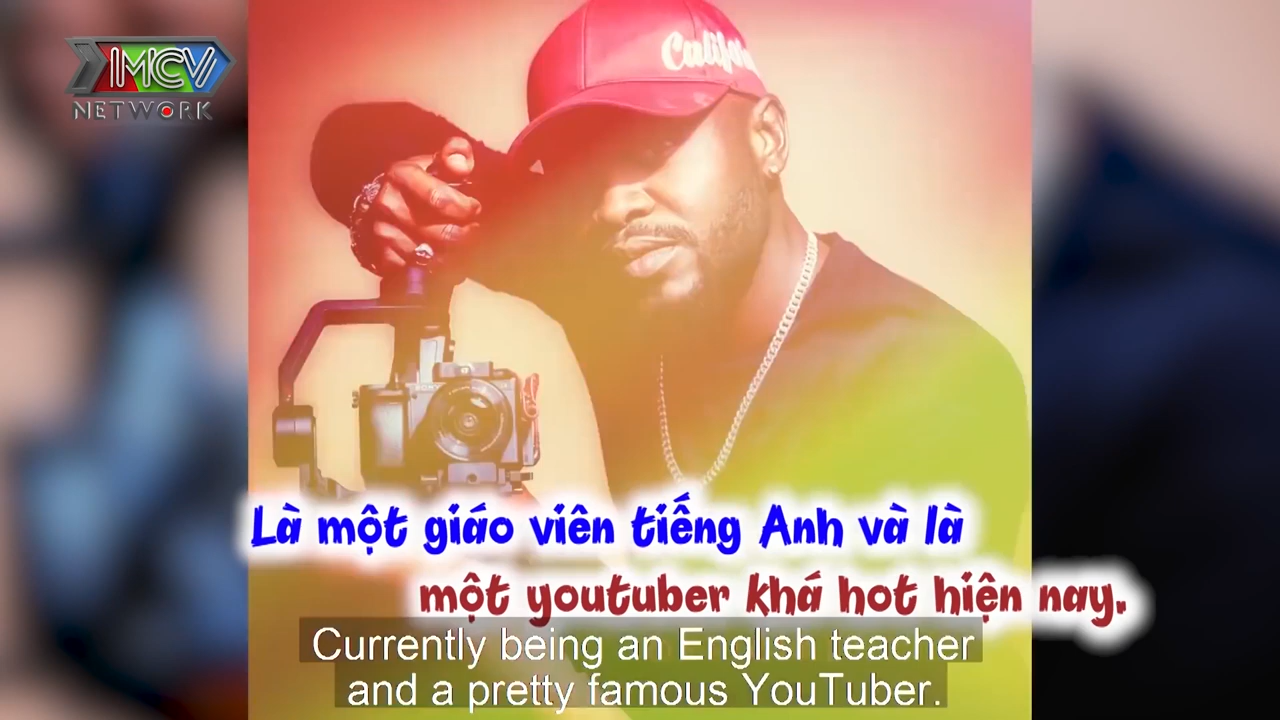 MCV
NETWORK
Califo
Là một giáo viên tiếng Anh và là
một youtuber khá hot hiện nay.
Currently being an English teacher
and a pretty famous YouTuber.